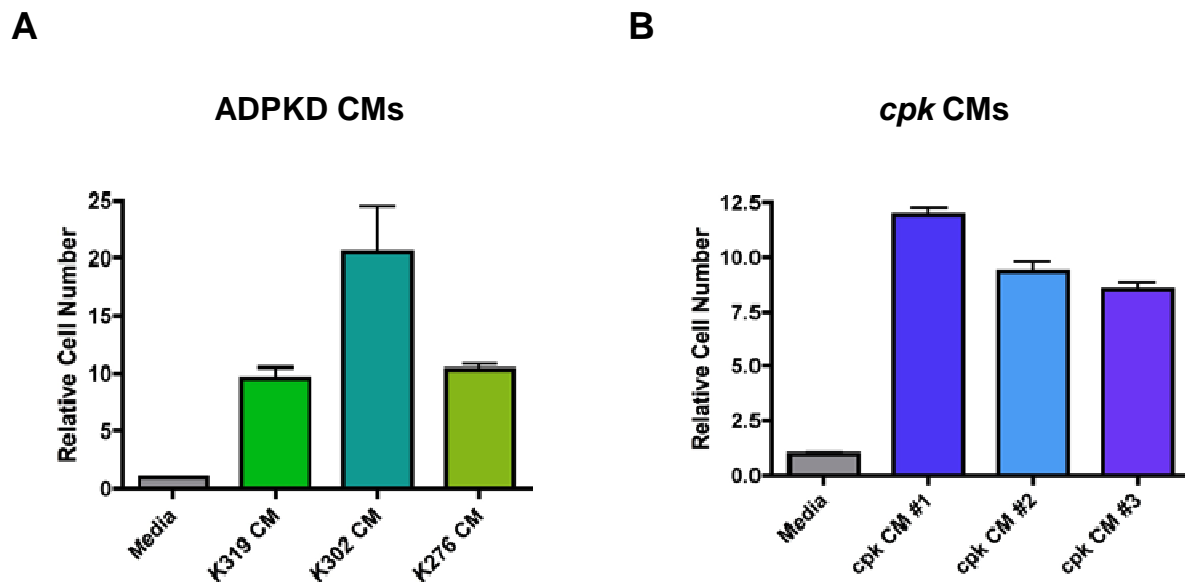 A
ADPKD CMs
Relative Cell Number
25
20
15
10
5
0
Media
K319 CM
K302 CM
K276 CM
B
cpk CMs
Relative Cell Number
12.5
10.0
7.5
5.0
2.5
0.0
Media
cpk CM #1
cpk CM #2
cpk CM #3